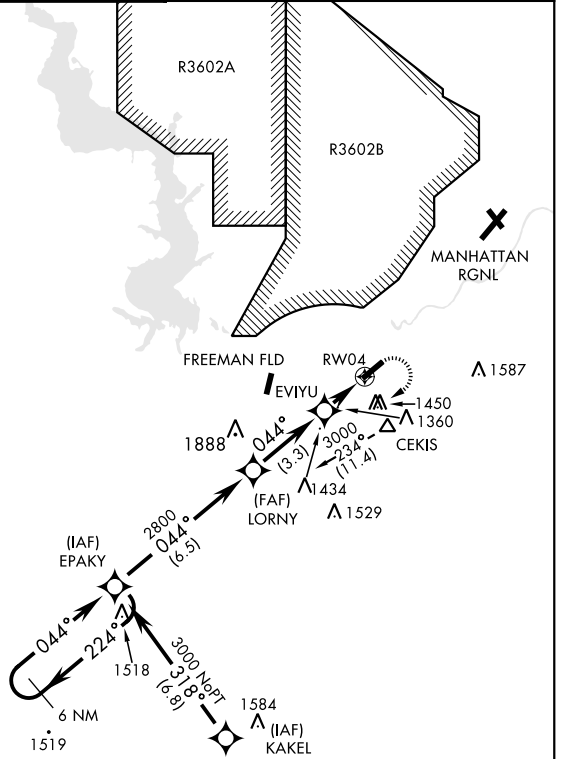 R3602A
R3602B
MANHATTAN
RGNL
FREEMAN FLD
RW04
EVIYU
1587
1450
1360
CEKIS
1888
044°
(3.3)
3000
234°
(11.4)
(FAF)
LORNY
1434
1529
2800
044°
(6.5)
(IAF)
EPAKY
044°
224°
1518
3000 NoPT
318°
(6.8)
6 NM
1519
1584
(IAF)
KAKEL